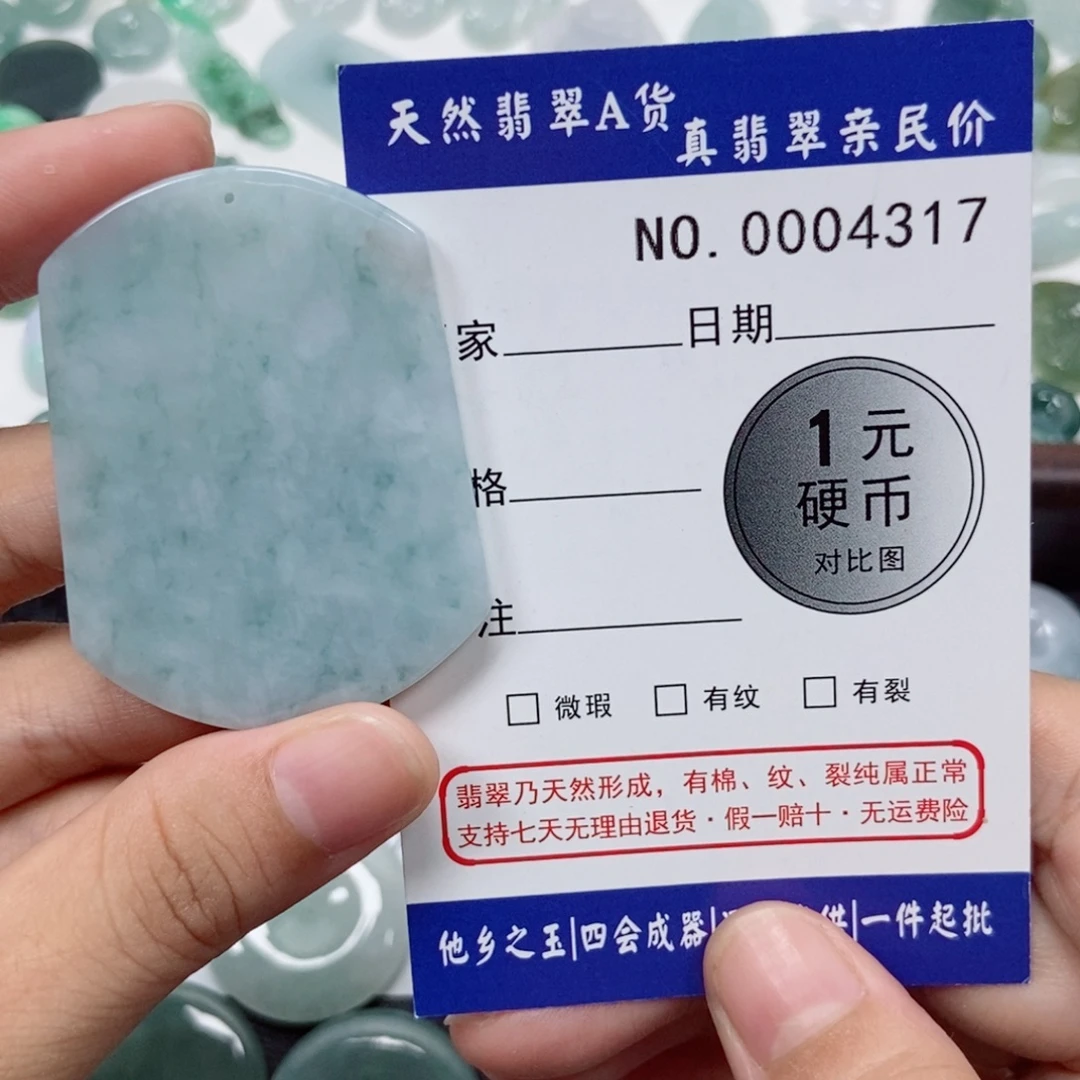 天然翡翠A货
真翡翠亲民价
NO. 0004317
家 日期
格
注
1元
硬币
对比图
微瑕 有纹 有裂
翡翠乃天然形成，有棉、纹、裂纯属正常
支持七天无理由退货·假一赔十·无运费险
他乡之玉|四会成器| 供|一件起批